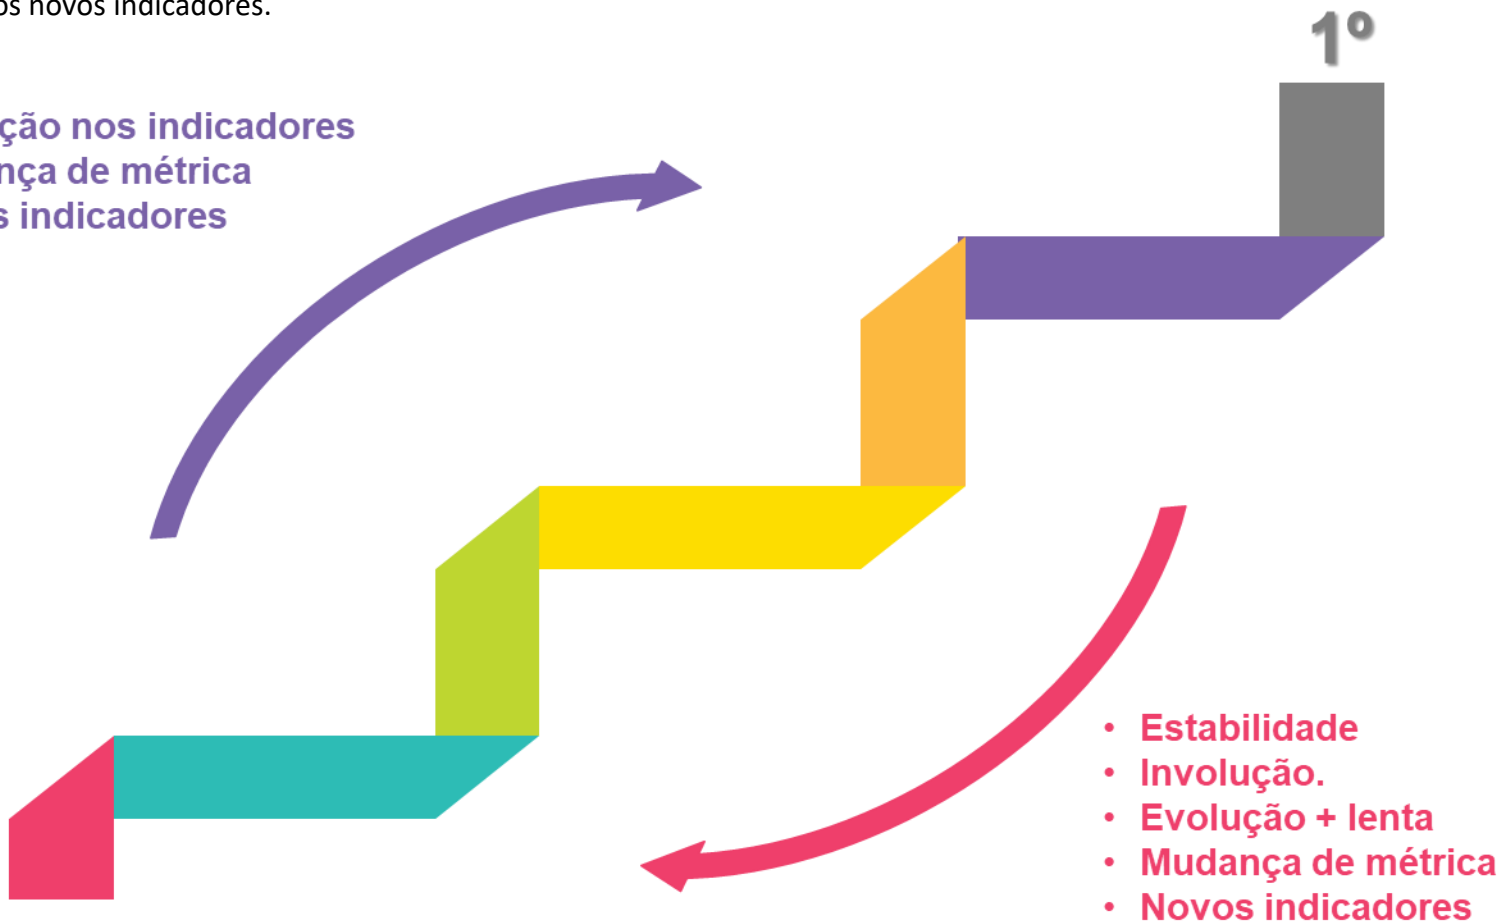 os novos indicadores.
1º
ção nos indicadores
nça de métrica
s indicadores
• Estabilidade
• Involução.
• Evolução + lenta
• Mudança de métrica
• Novos indicadores